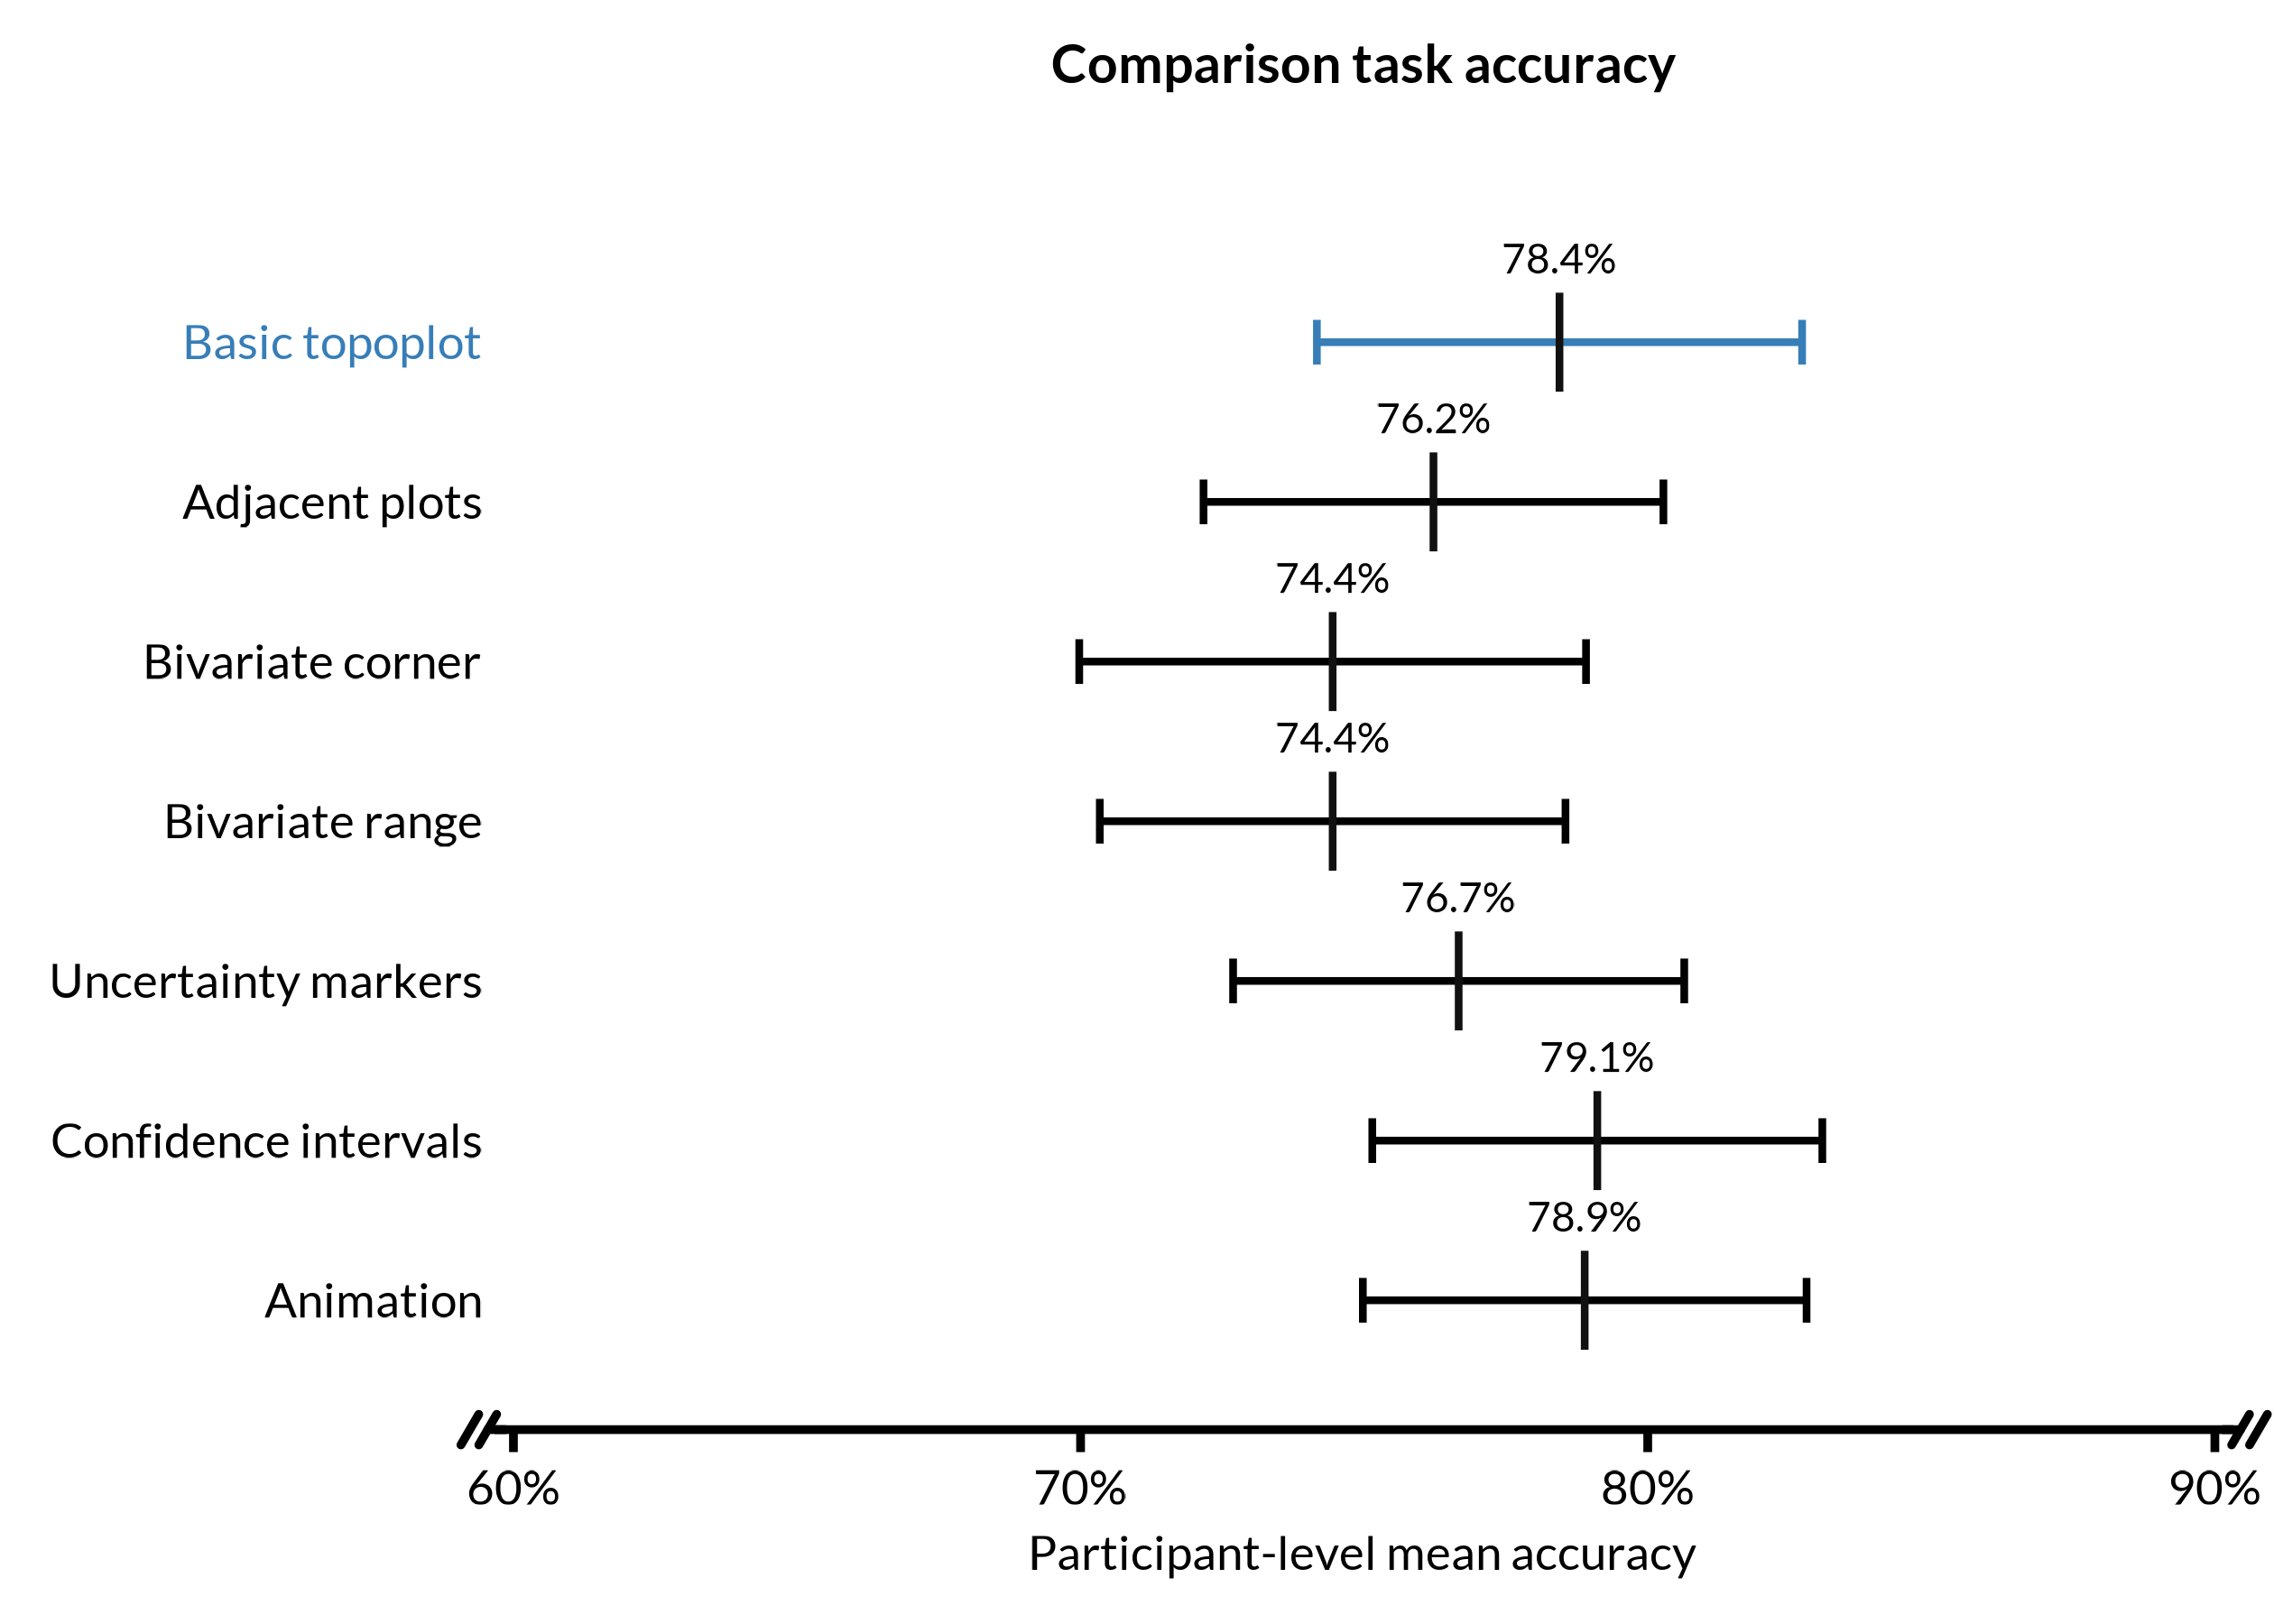 Comparison task accuracy
78.4%
Basic topoplot
76.2%
Adjacent plots
74.4%
Bivariate corner
74.4%
Bivariate range
76.7%
Uncertainty markers
79.1%
Confidence intervals
78.9%
Animation
60% 70% 80% 90%
Participant-level mean accuracy